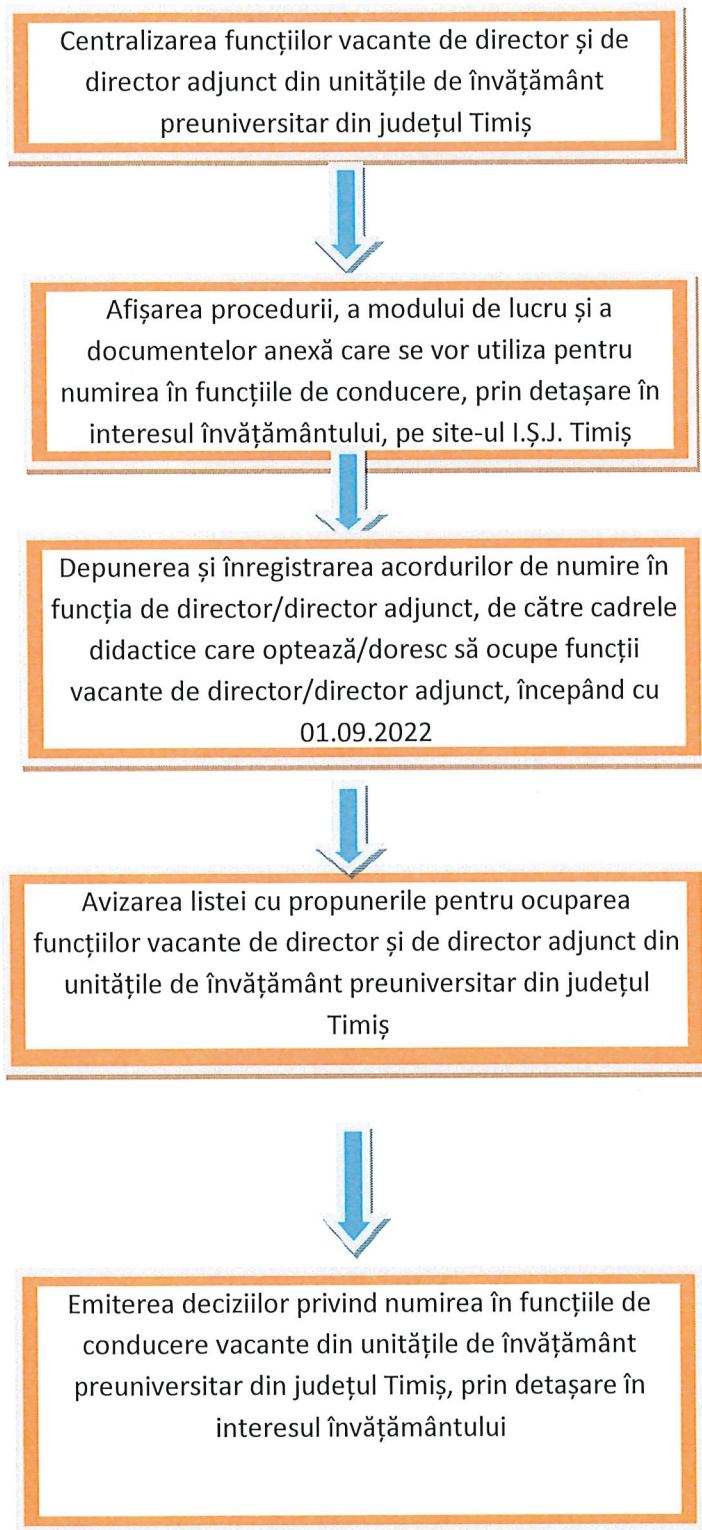 Centralizarea funcțiilor vacante de director și de
director adjunct din unitățile de învățământ
preuniversitar din județul Timiș
Afișarea procedurii, a modului de lucru și a
documentelor anexă care se vor utiliza pentru
numirea în funcțiile de conducere, prin detașare în
interesul învățământului, pe site-ul I.Ș.J. Timiș
Depunerea și înregistrarea acordurilor de numire în
funcția de director/director adjunct, de către cadrele
didactice care optează/doresc să ocupe funcții
vacante de director/director adjunct, începând cu
01.09.2022
Avizarea listei cu propunerile pentru ocuparea
funcțiilor vacante de director și de director adjunct din
unitățile de învățământ preuniversitar din județul
Timiș
Emiterea deciziilor privind numirea în funcțiile de
conducere vacante din unitățile de învățământ
preuniversitar din județul Timiș, prin detașare în
interesul învățământului